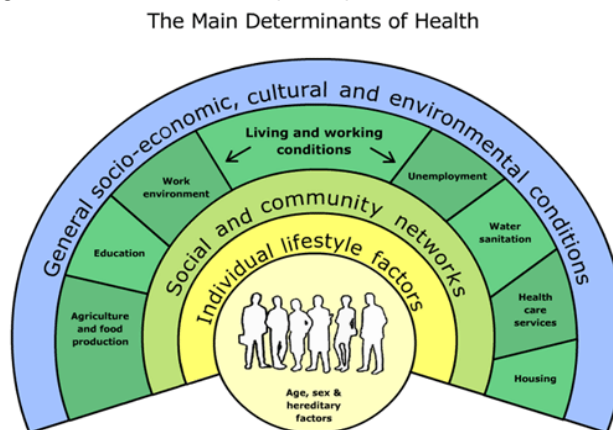 The Main Determinants of Health
General socio-economic, cultural and environmental conditions
Living and working
conditions
Work
environment
Unemployment
Education
Water
sanitation
Agriculture
and food
production
Health
care
services
Housing
Social and community networks
Individual lifestyle factors
Age, sex &
hereditary
factors